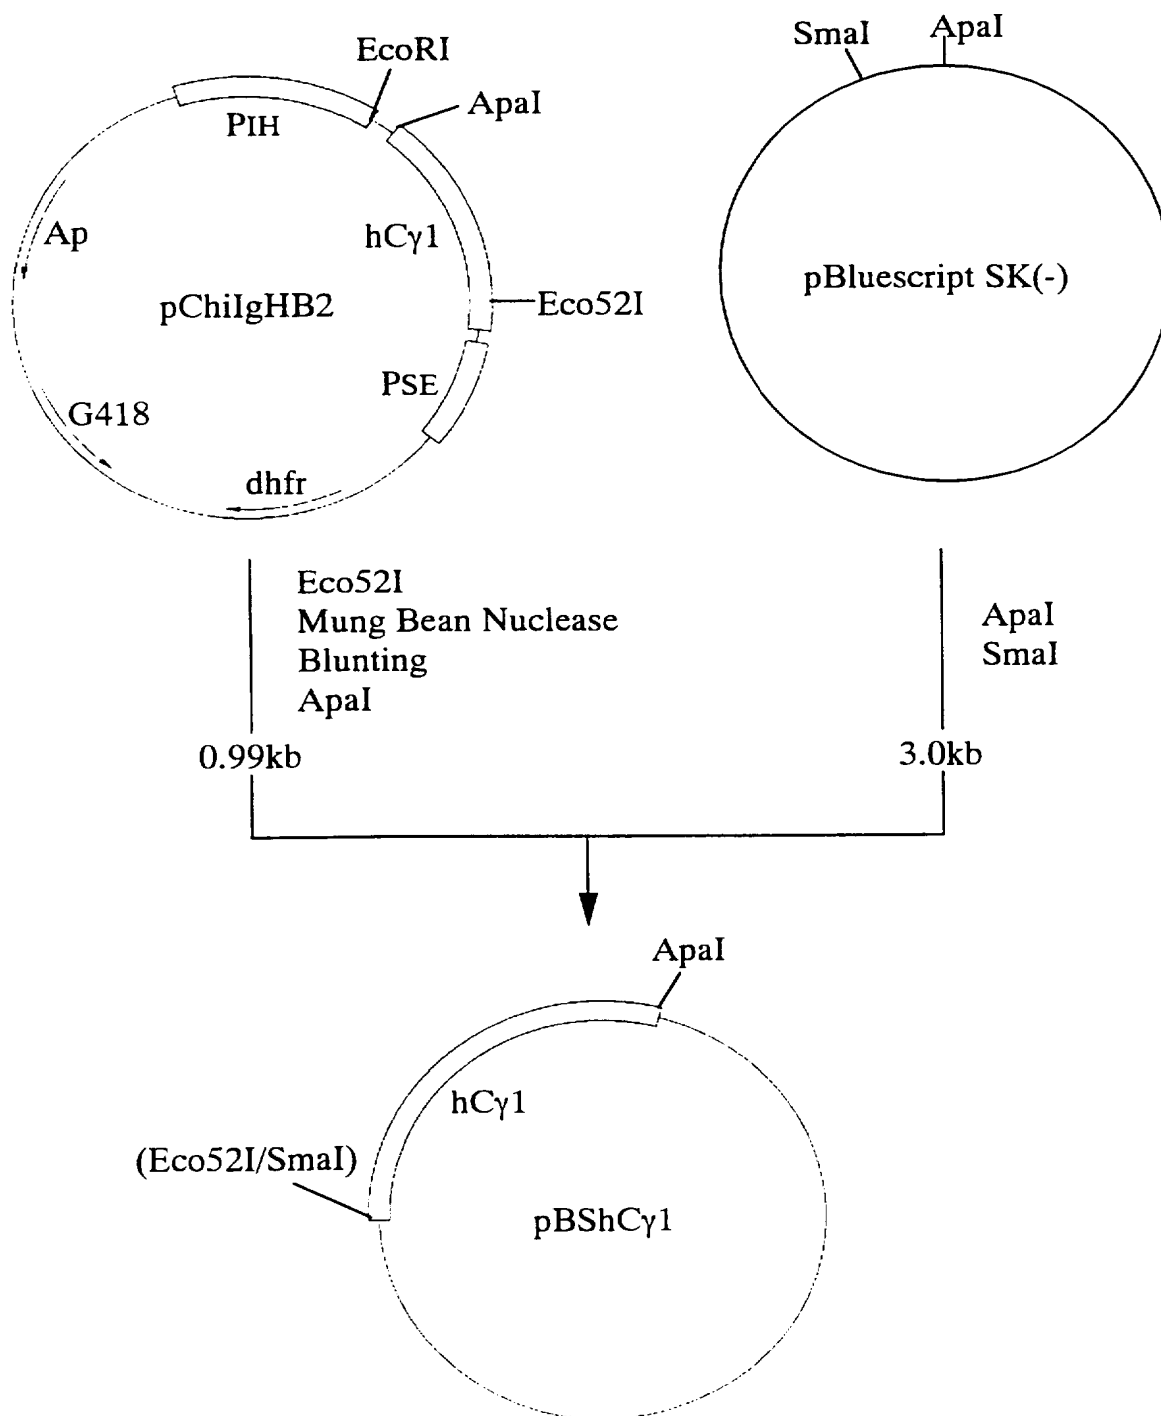 EcoRI
ApaI
PIH
hCγ1
Ap
pChiIgHB2
Eco52I
PSE
G418
dhfr
SmaI
ApaI
pBluescript SK(-)
Eco52I
Mung Bean Nuclease
Blunting
ApaI
0.99kb
ApaI
SmaI
3.0kb
ApaI
hCγ1
(Eco52I/SmaI)
pBShCγ1